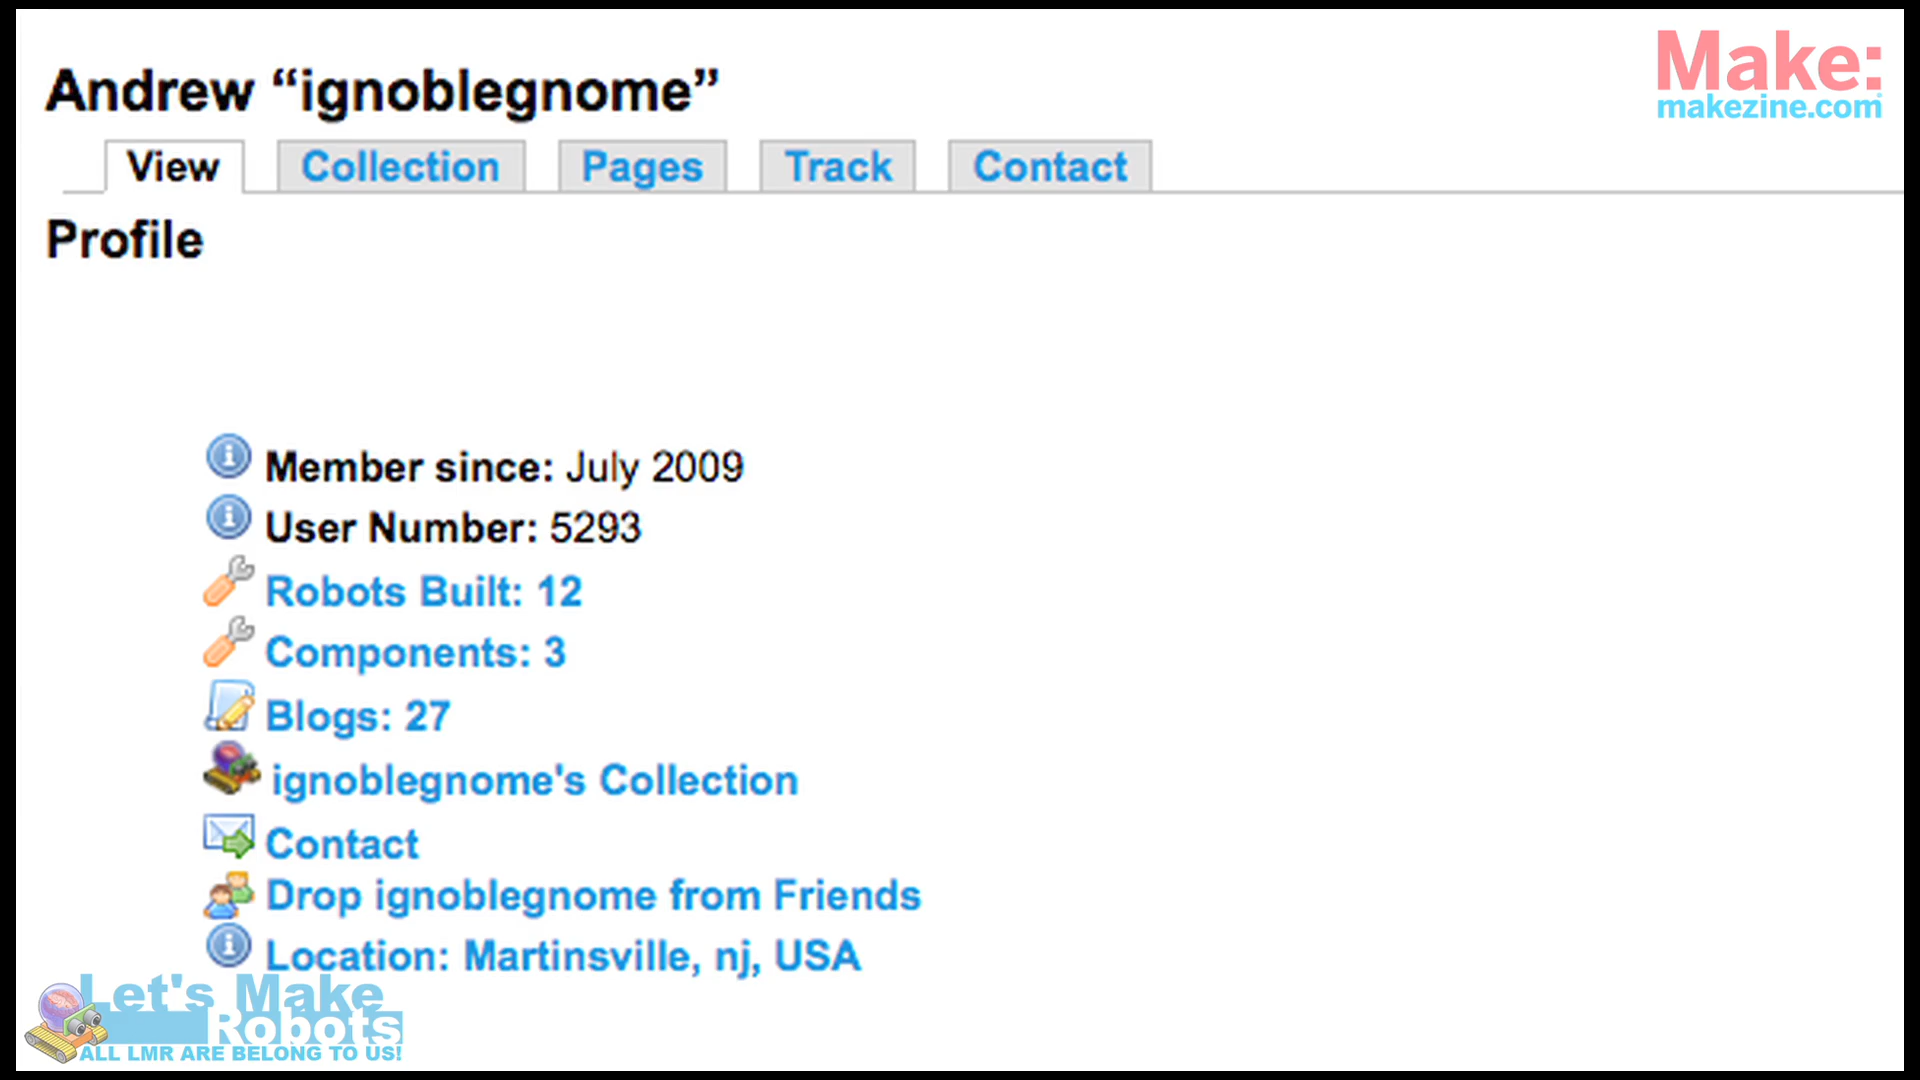 Andrew “ignoblegnome”
Make:
makezine.com
View Collection Pages Track Contact
Profile
Member since: July 2009
User Number: 5293
Robots Built: 12
Components: 3
Blogs: 27
ignoblegnome's Collection
Contact
Drop ignoblegnome from Friends
Location: Martinsville, nj, USA
Let's Make
Robots
ALL LMR ARE BELONG TO US!